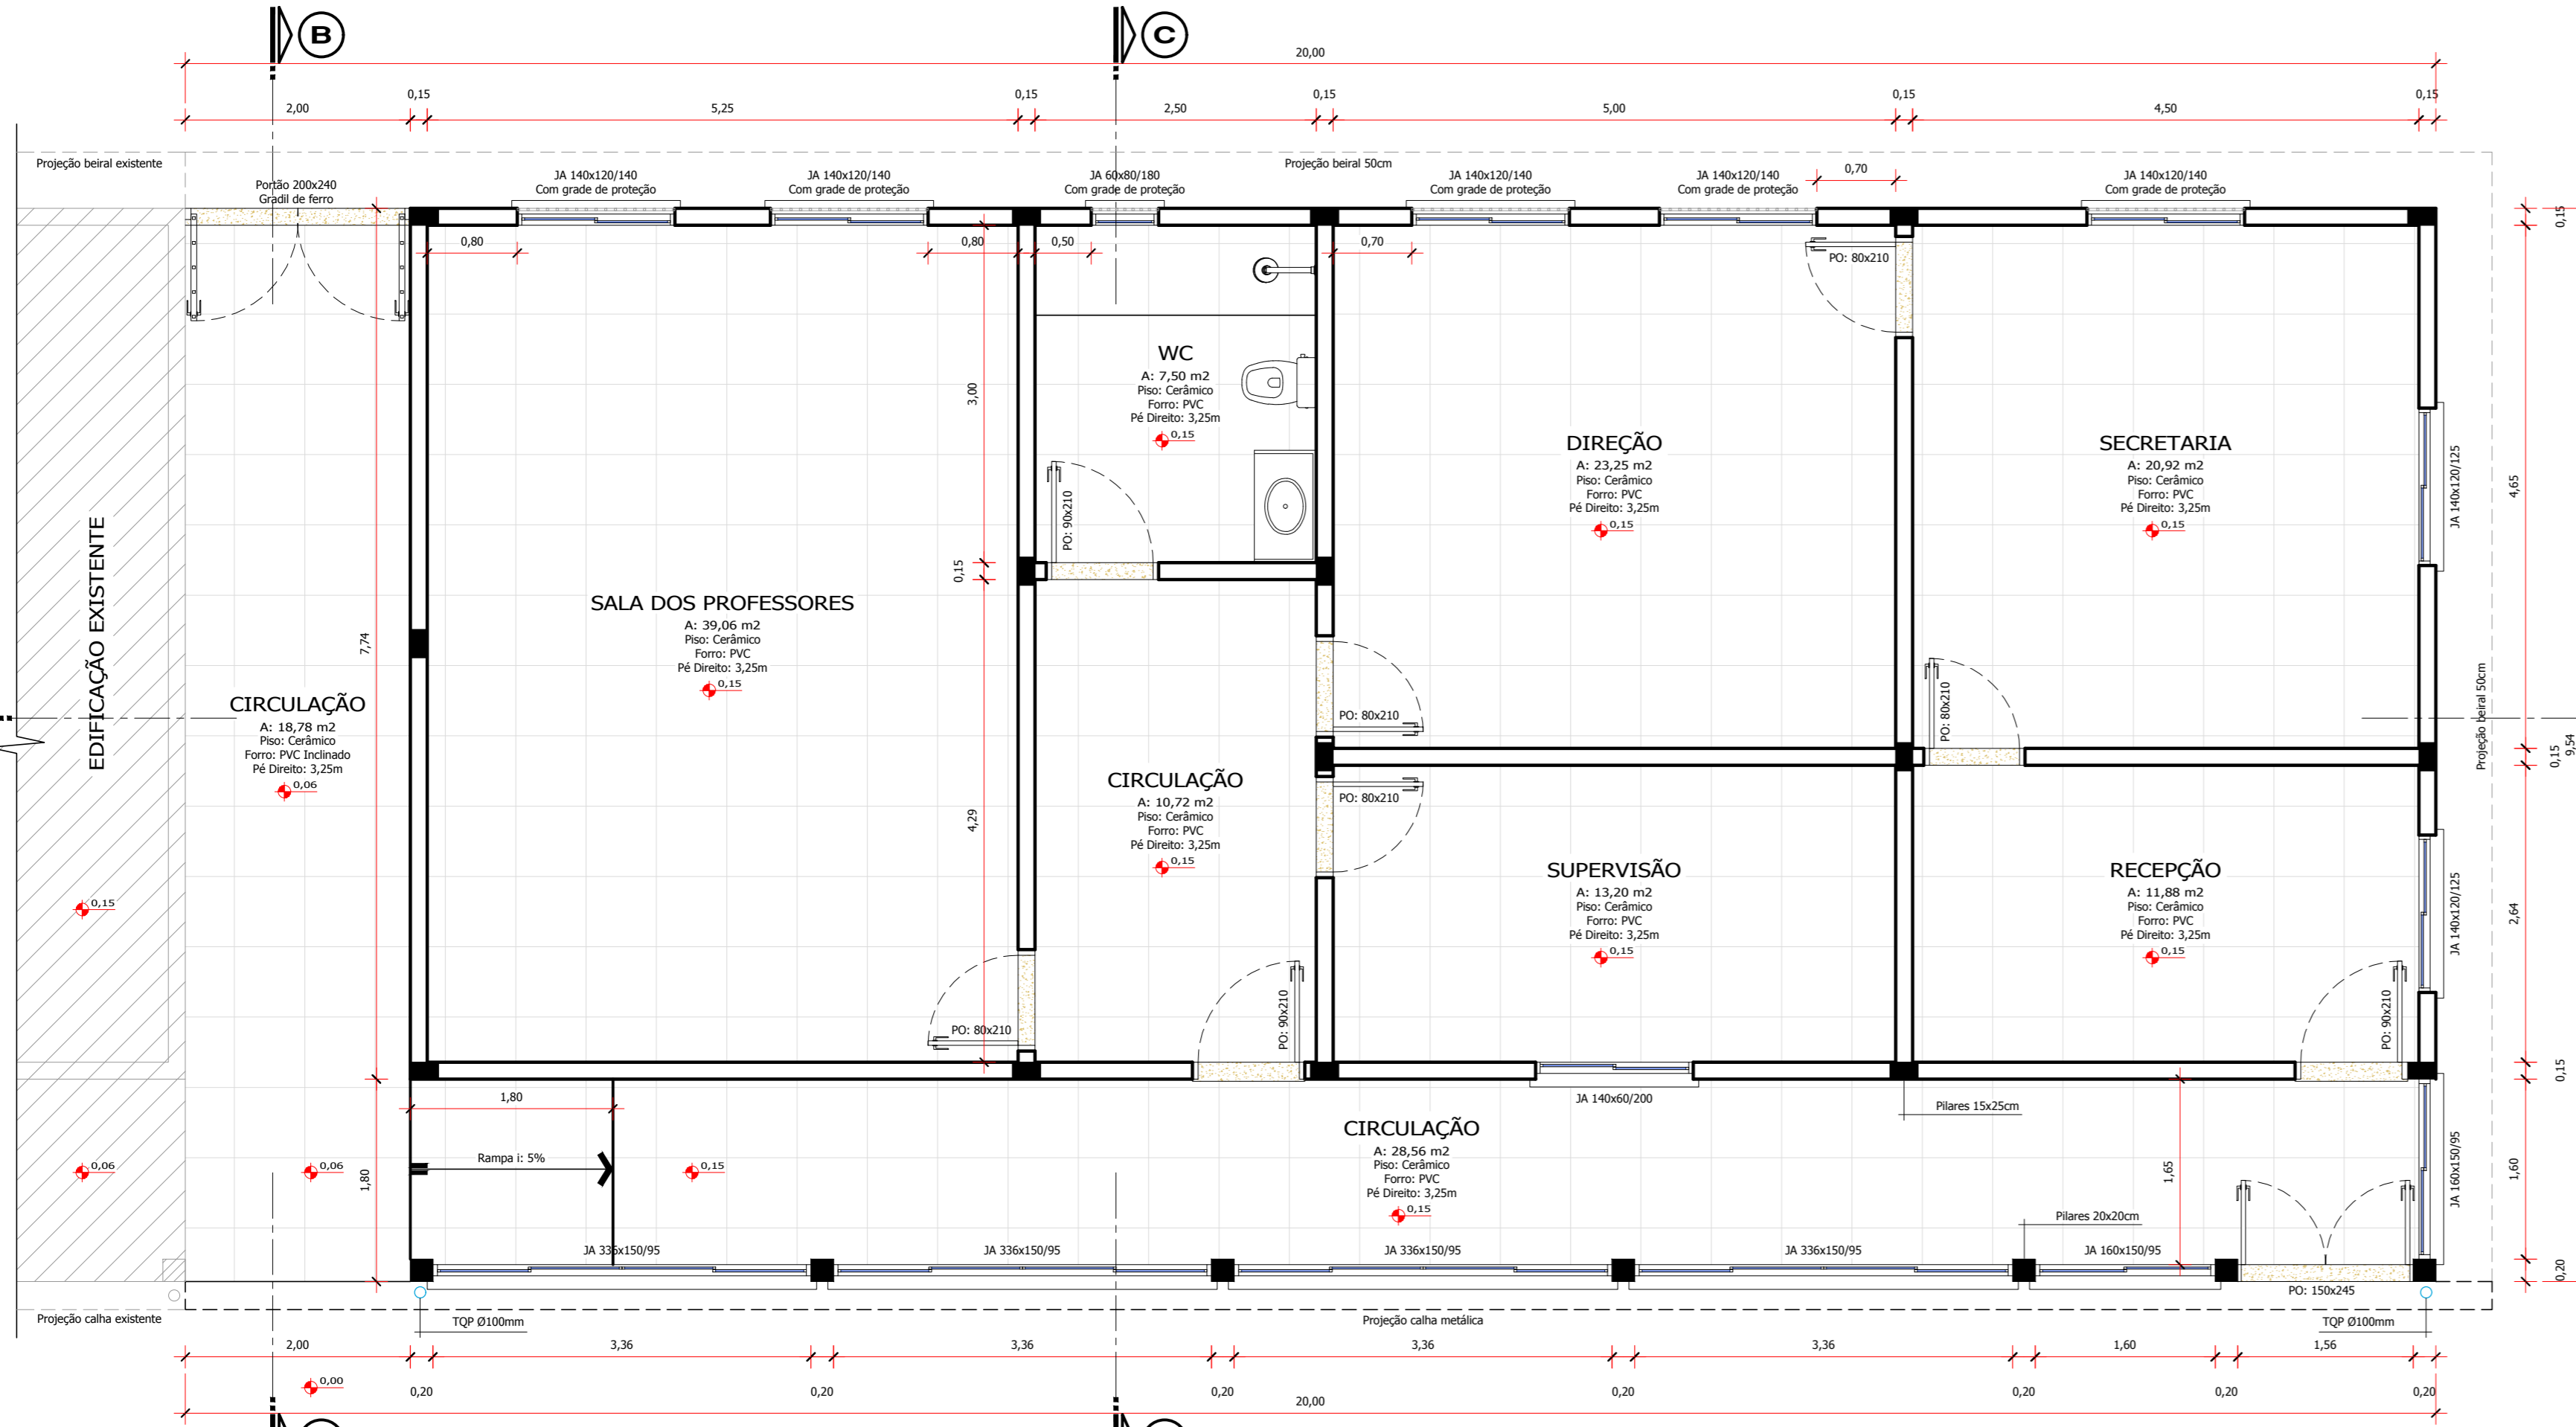 B
C
20,00
0,15
0,15
0,15
0,15
0,15
2,00
5,25
2,50
5,00
4,50
Projeção beiral existente
Projeção beiral 50cm
Portão 200x240
Gradil de ferro
JA 140x120/140
Com grade de proteção
JA 140x120/140
Com grade de proteção
JA 60x80/180
Com grade de proteção
JA 140x120/140
Com grade de proteção
JA 140x120/140
Com grade de proteção
0,70
JA 140x120/140
Com grade de proteção
0,15
0,80
0,80
0,50
0,70
PO: 80x210
WC
A: 7,50 m2
Piso: Cerâmico
Forro: PVC
Pé Direito: 3,25m
0,15
3,00
PO: 90x210
0,15
DIREÇÃO
A: 23,25 m2
Piso: Cerâmico
Forro: PVC
Pé Direito: 3,25m
0,15
SECRETARIA
A: 20,92 m2
Piso: Cerâmico
Forro: PVC
Pé Direito: 3,25m
0,15
JA 140x120/125
4,65
EDIFICAÇÃO EXISTENTE
SALA DOS PROFESSORES
A: 39,06 m2
Piso: Cerâmico
Forro: PVC
Pé Direito: 3,25m
0,15
7,74
CIRCULAÇÃO
A: 18,78 m2
Piso: Cerâmico
Forro: PVC Inclinado
Pé Direito: 3,25m
0,06
PO: 80x210
PO: 80x210
PO: 80x210
Projeção beiral 50cm
0,15
9,54
CIRCULAÇÃO
A: 10,72 m2
Piso: Cerâmico
Forro: PVC
Pé Direito: 3,25m
0,15
4,29
SUPERVISÃO
A: 13,20 m2
Piso: Cerâmico
Forro: PVC
Pé Direito: 3,25m
0,15
RECEPÇÃO
A: 11,88 m2
Piso: Cerâmico
Forro: PVC
Pé Direito: 3,25m
0,15
JA 140x120/125
2,64
0,15
PO: 80x210
PO: 90x210
PO: 90x210
0,15
1,80
JA 140x60/200
Pilares 15x25cm
CIRCULAÇÃO
A: 28,56 m2
Piso: Cerâmico
Forro: PVC
Pé Direito: 3,25m
0,15
0,06
0,06
1,80
Rampa i: 5%
0,15
1,65
JA 160x150/95
1,60
Pilares 20x20cm
JA 336x150/95
JA 336x150/95
JA 336x150/95
JA 336x150/95
JA 160x150/95
0,20
PO: 150x245
Projeção calha existente
TQP Ø100mm
Projeção calha metálica
TQP Ø100mm
2,00
3,36
3,36
3,36
3,36
1,60
1,56
0,00
0,20
0,20
0,20
0,20
0,20
0,20
0,20
20,00